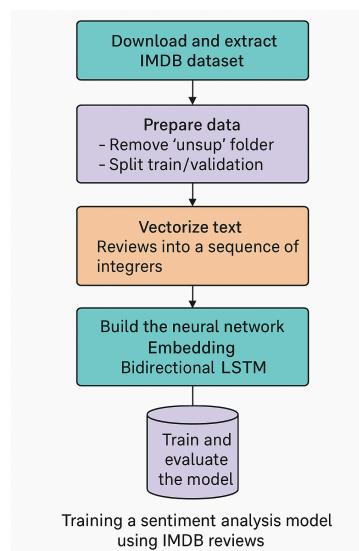 Download and extract
IMDB dataset
Prepare data
- Remove ‘unsup’ folder
- Split train/validation
Vectorize text
Reviews into a sequence of
integrers
Build the neural network
Embedding
Bidirectional LSTM
Train and
evaluate
the model
Training a sentiment analysis model
using IMDB reviews